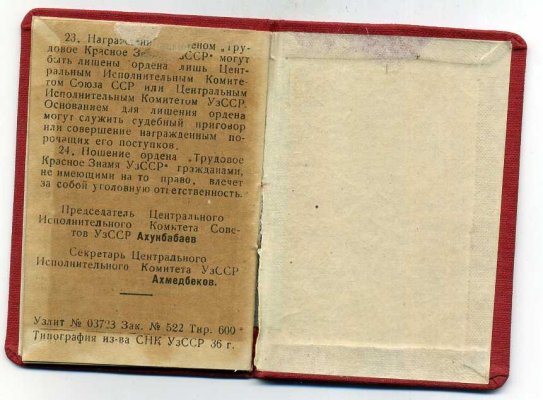 23. орденом „Тру-
довое Красное УзССР“ могут
быть лишены ордена лишь Цент-
ральным Исполнительным Комите-
том Союза ССР или Центральным
Исполнительным Комитетом УзССР.
Основанием для лишения ордена
могут служить судебный приговор
или совершение награжденным по-
рочащих его поступков.
24. Ношение ордена „Трудовое
Красное Знамя УзССР“ гражданами,
не имеющими на то право, влечет
за собой уголовную ответственность.
Председатель Центрального
Исполнительного Комитета Сове-
тов УзССР Ахунбабаев
Секретарь Центрального
Исполнительного Комитета УзССР
Ахмедбеков.
Узлит № 03723 Зак. № 522 Тир. 600
Типография из-ва СНК УзССР 36 г.